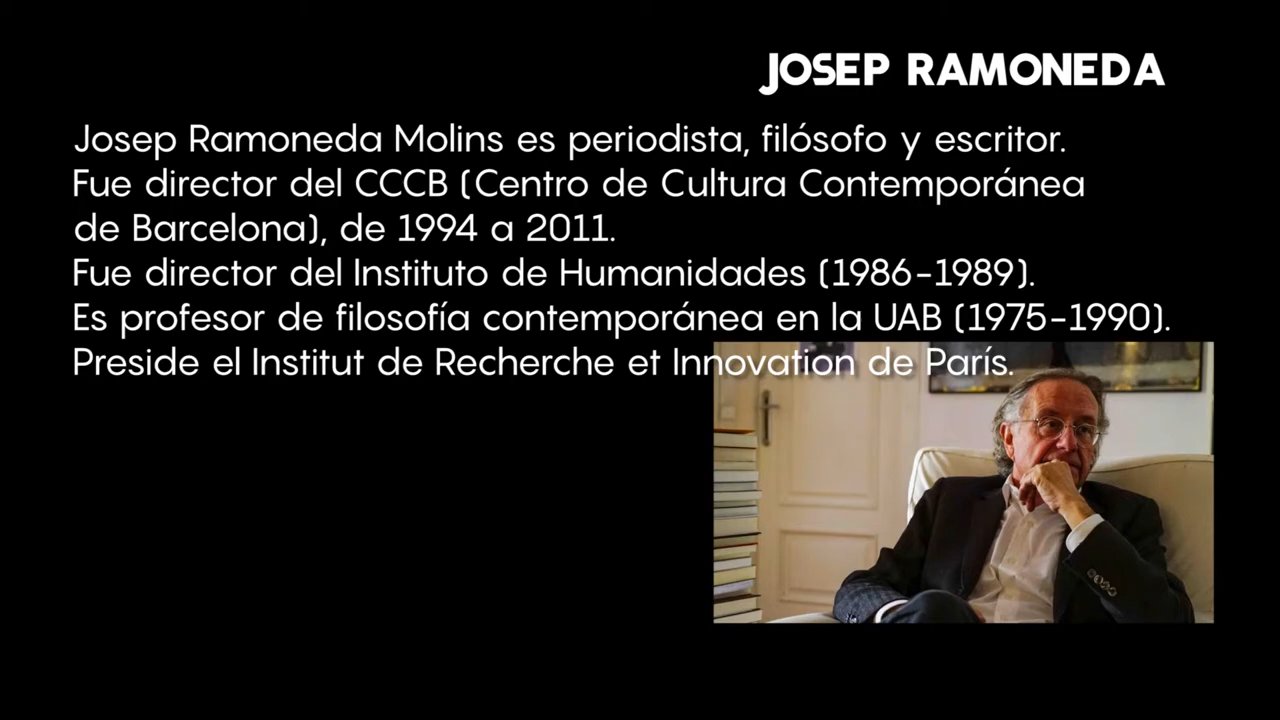 JOSEP RAMONEDA
Josep Ramoneda Molins es periodista, filósofo y escritor.
Fue director del CCCB (Centro de Cultura Contemporánea
de Barcelona), de 1994 a 2011.
Fue director del Instituto de Humanidades (1986-1989).
Es profesor de filosofía contemporánea en la UAB (1975-1990).
Preside el Institut de Recherche et Innovation de París.